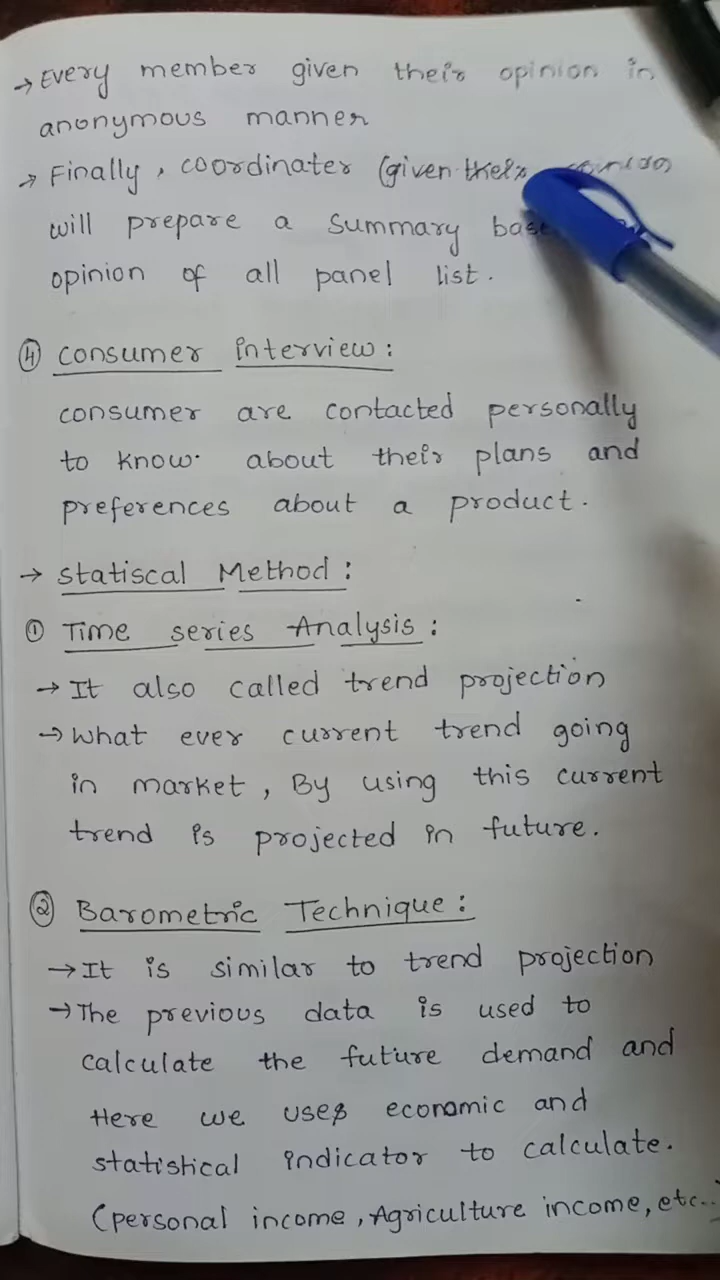 → Every member given their opinion in
anonymous manner
→ Finally, coordinater (given their
will prepare a summary
opinion of all panel list.
④ consumer interview:
consumer are contacted personally
to know about their plans and
preferences about a product.
→ statiscal Method:
① Time series Analysis:
→ It also called trend projection
→ What ever current trend going
in market, By using this current
trend is projected in future.
② Barometric Technique:
→ It is similar to trend projection
→ The previous data is used to
calculate the future demand and
Here we uses economic and
statistical indicator to calculate.
(personal income, Agriculture income, etc..)